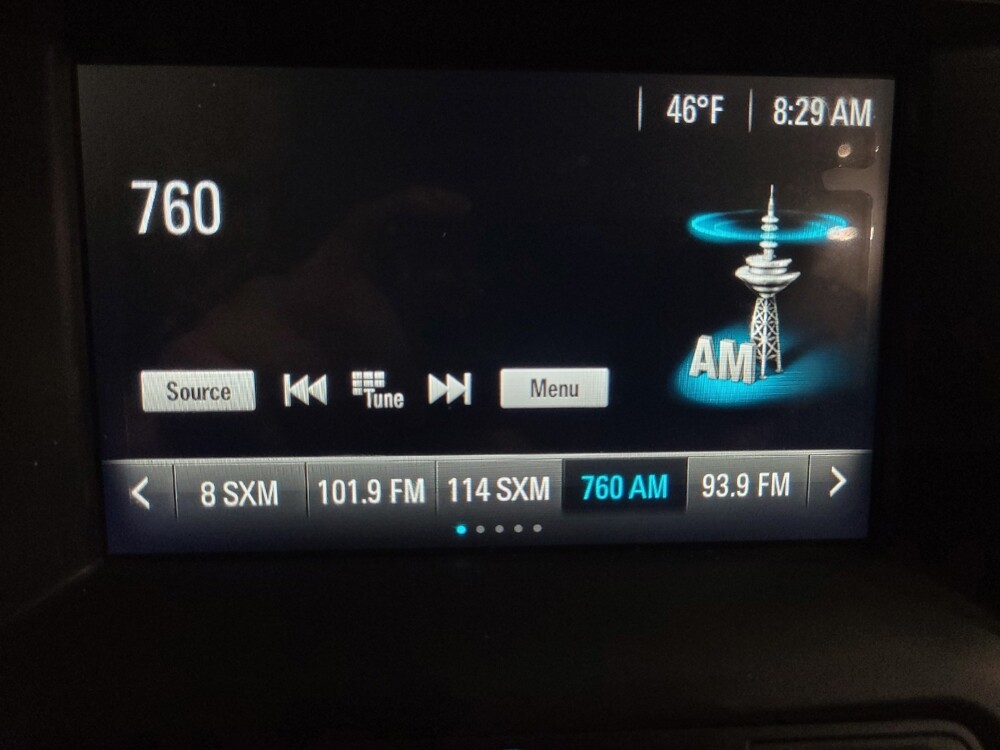 46°F 8:29 AM
760
AM
Source Tune Menu
8 SXM 101.9 FM 114 SXM 760 AM 93.9 FM